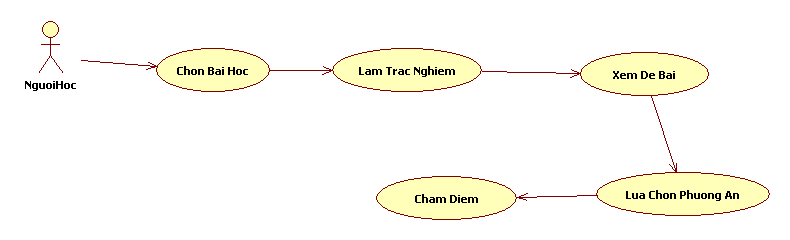 NguoiHoc
Chon Bai Hoc
Lam Trac Nghiem
Xem De Bai
Lua Chon Phuong An
Cham Diem